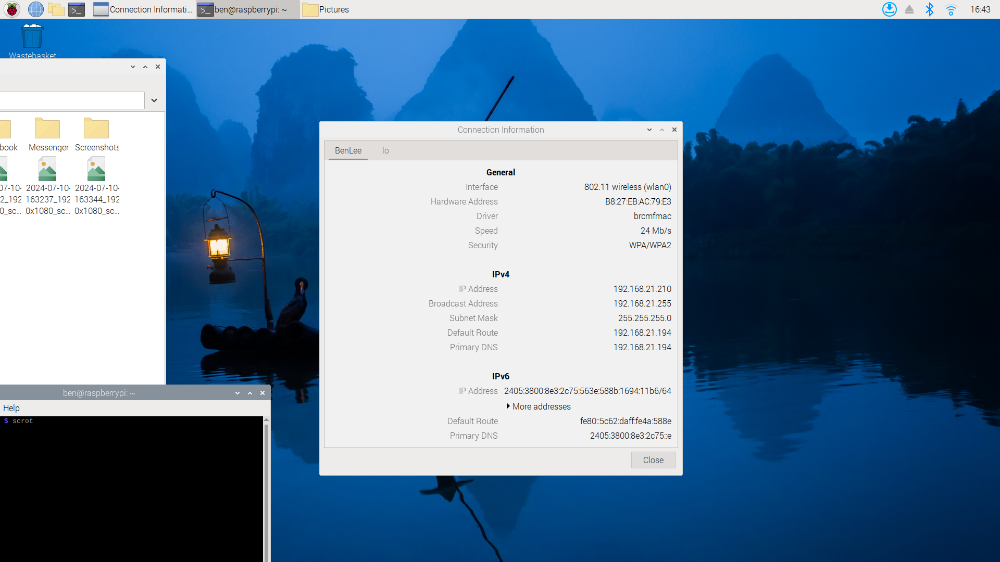 Connection Informati...
ben@raspberrypi: ~
Pictures
16:43
Wastebasket
book
Messenger
Screenshots
07-10-
2_192
0_sc...
2024-07-10-
163237_192
0x1080_sc...
2024-07-10-
163344_192
0x1080_sc...
Connection Information
BenLee lo
General
Interface 802.11 wireless (wlan0)
Hardware Address B8:27:EB:AC:79:E3
Driver brcmfmac
Speed 24 Mb/s
Security WPA/WPA2
IPv4
IP Address 192.168.21.210
Broadcast Address 192.168.21.255
Subnet Mask 255.255.255.0
Default Route 192.168.21.194
Primary DNS 192.168.21.194
IPv6
IP Address 2405:3800:8e3:2c75:563e:588b:1694:11b6/64
More addresses
Default Route fe80::5c62:daff:fe4a:588e
Primary DNS 2405:3800:8e3:2c75::e
Close
ben@raspberrypi: ~
Help
$ scrot